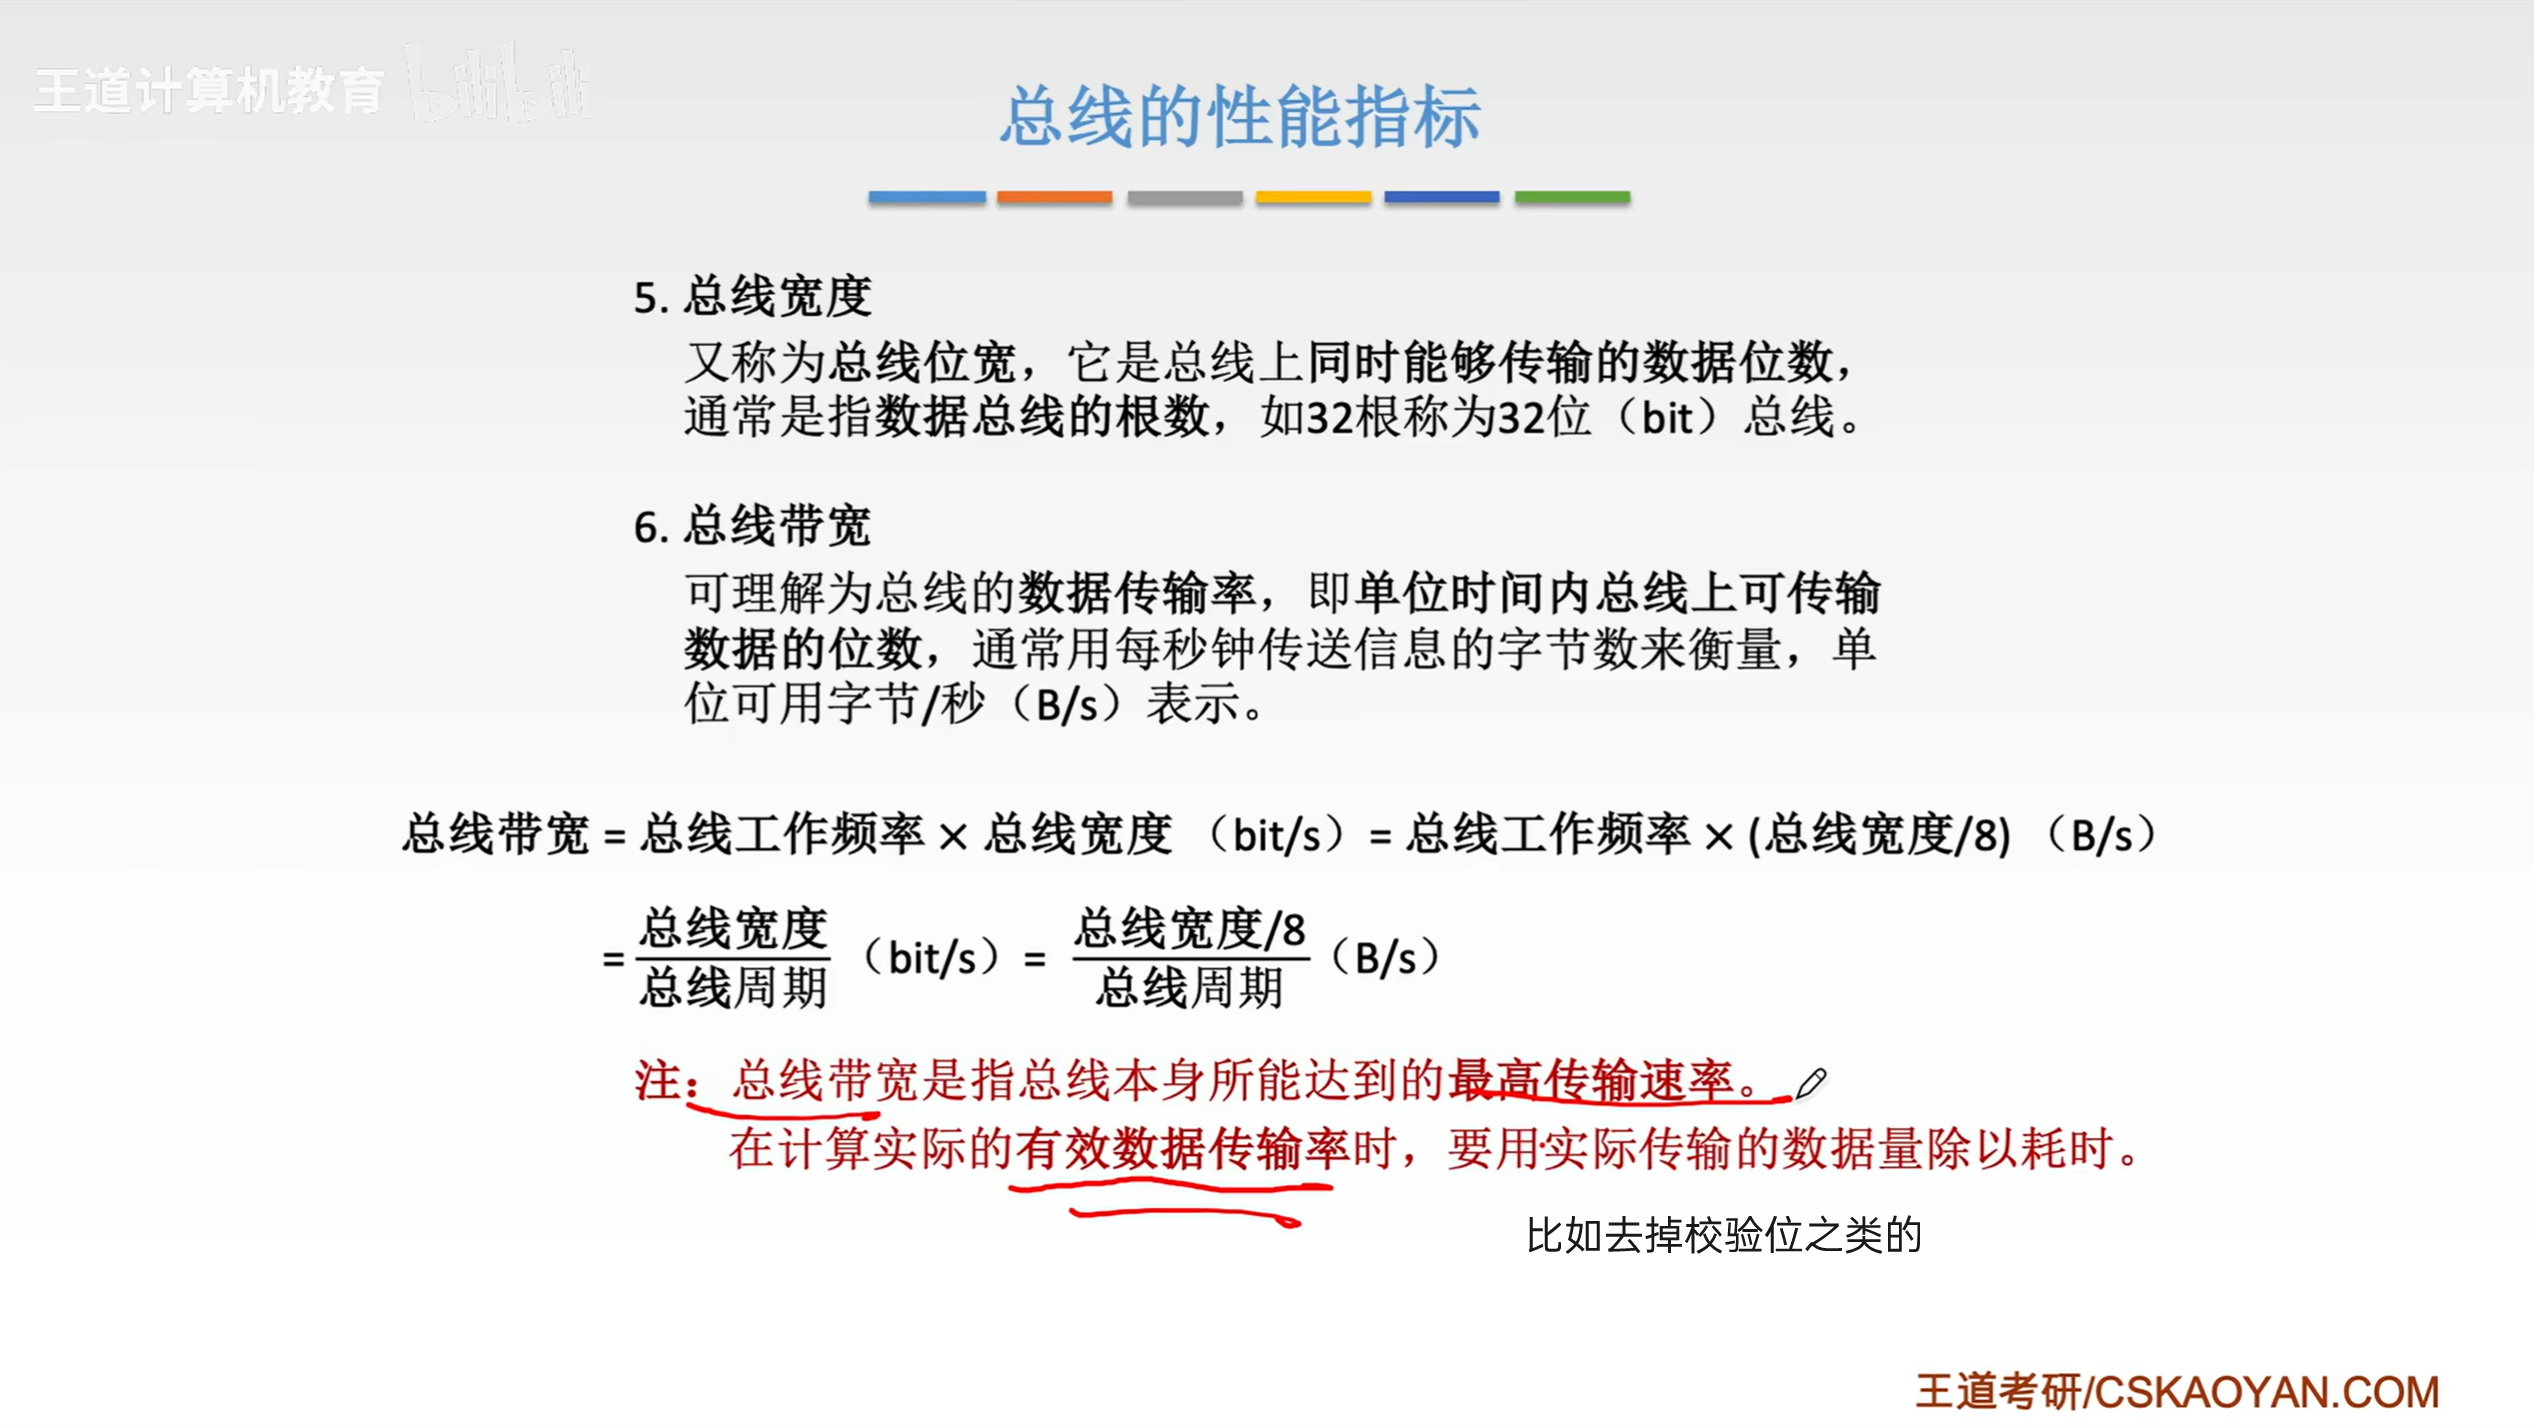 王道计算机教育 bilibili
总线的性能指标
5. 总线宽度
又称为总线位宽，它是总线上同时能够传输的数据位数，
通常是指数据总线的根数，如32根称为32位（bit）总线。
6. 总线带宽
可理解为总线的数据传输率，即单位时间内总线上可传输
数据的位数，通常用每秒钟传送信息的字节数来衡量，单
位可用字节/秒（B/s）表示。
总线带宽 = 总线工作频率 × 总线宽度 （bit/s）= 总线工作频率 × (总线宽度/8) （B/s）
= 总线宽度/总线周期 （bit/s）= 总线宽度/8/总线周期（B/s）
注：总线带宽是指总线本身所能达到的最高传输速率。
在计算实际的有效数据传输率时，要用实际传输的数据量除以耗时。
比如去掉校验位之类的
王道考研/CSKAOYAN.COM